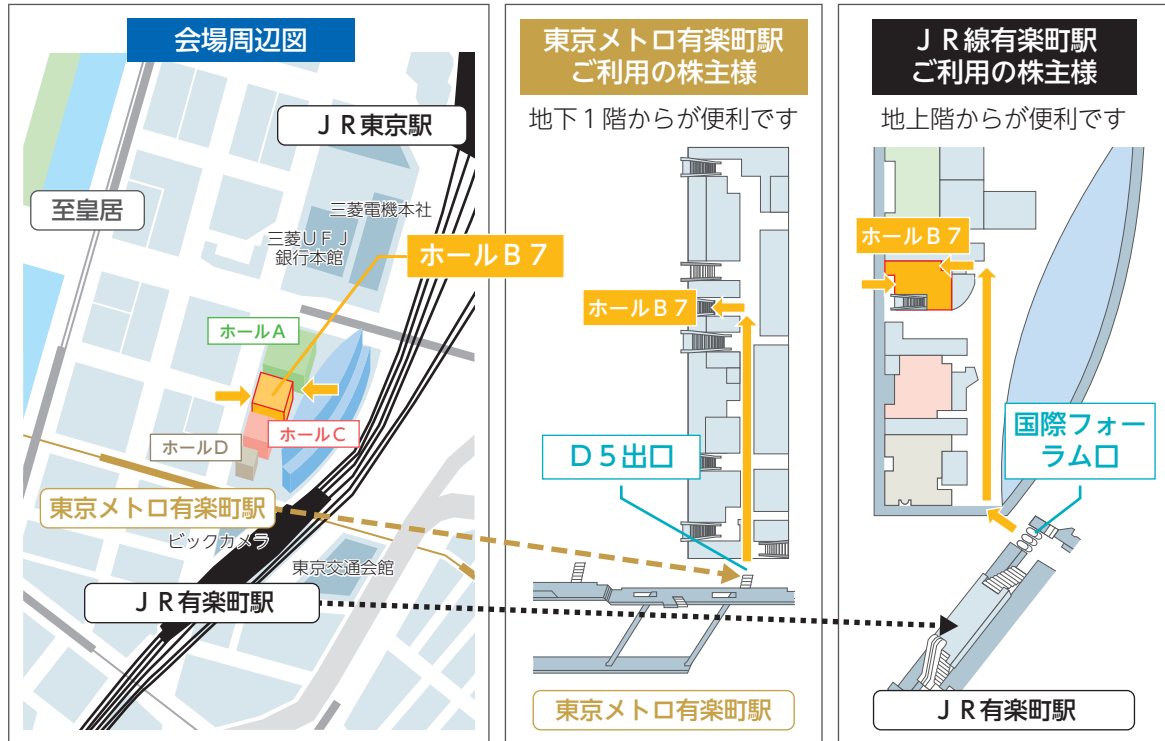 会場周辺図
ＪＲ東京駅
至皇居
三菱電機本社
三菱ＵＦＪ
銀行本館
ホールＢ７
ホールＡ
ホールＣ
ホールＤ
東京メトロ有楽町駅
ビックカメラ
東京交通会館
ＪＲ有楽町駅
東京メトロ有楽町駅
ご利用の株主様
地下１階からが便利です
ホールＢ７
Ｄ５出口
東京メトロ有楽町駅
ＪＲ線有楽町駅
ご利用の株主様
地上階からが便利です
ホールＢ７
国際フォー
ラム口
ＪＲ有楽町駅